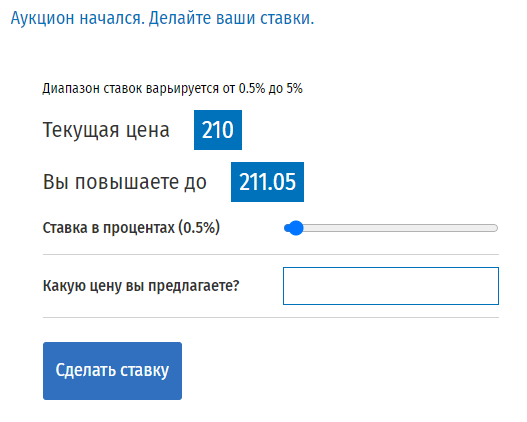 Аукцион начался. Делайте ваши ставки.
Диапазон ставок варьируется от 0.5% до 5%
Текущая цена 210
Вы повышаете до 211.05
Ставка в процентах (0.5%)
Какую цену вы предлагаете?
Сделать ставку